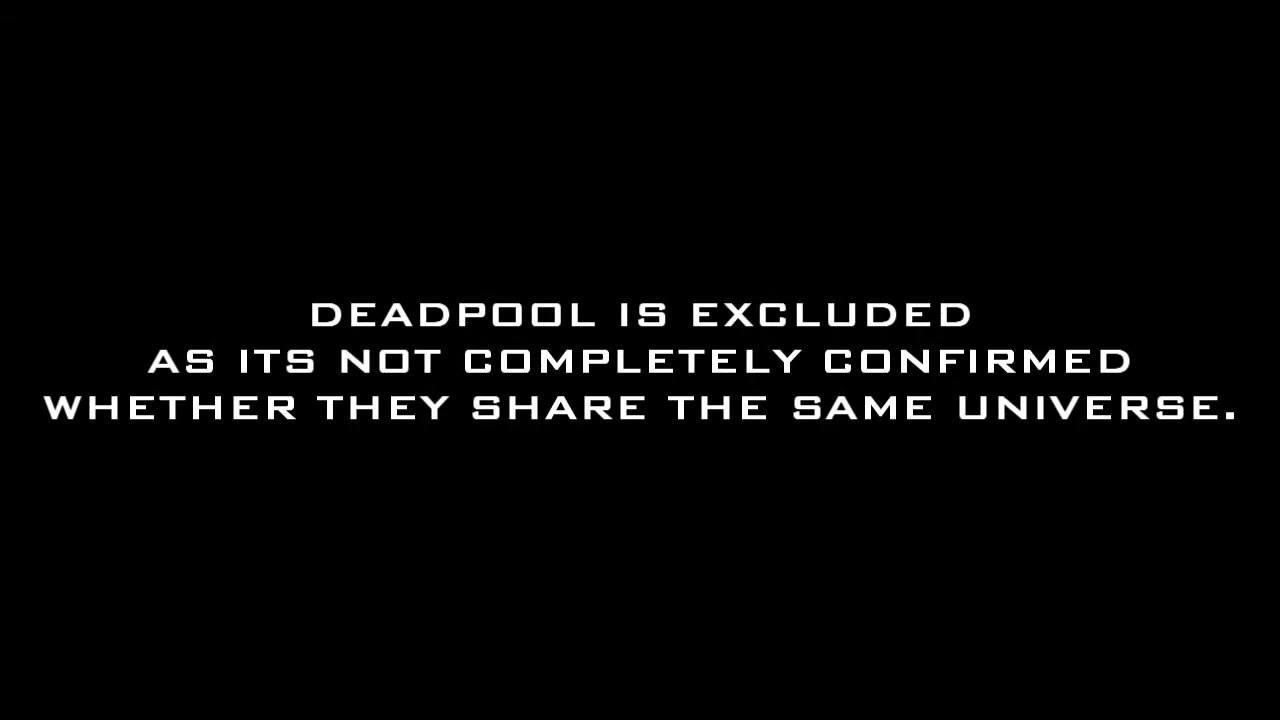 DEADPOOL IS EXCLUDED
AS ITS NOT COMPLETELY CONFIRMED
WHETHER THEY SHARE THE SAME UNIVERSE.